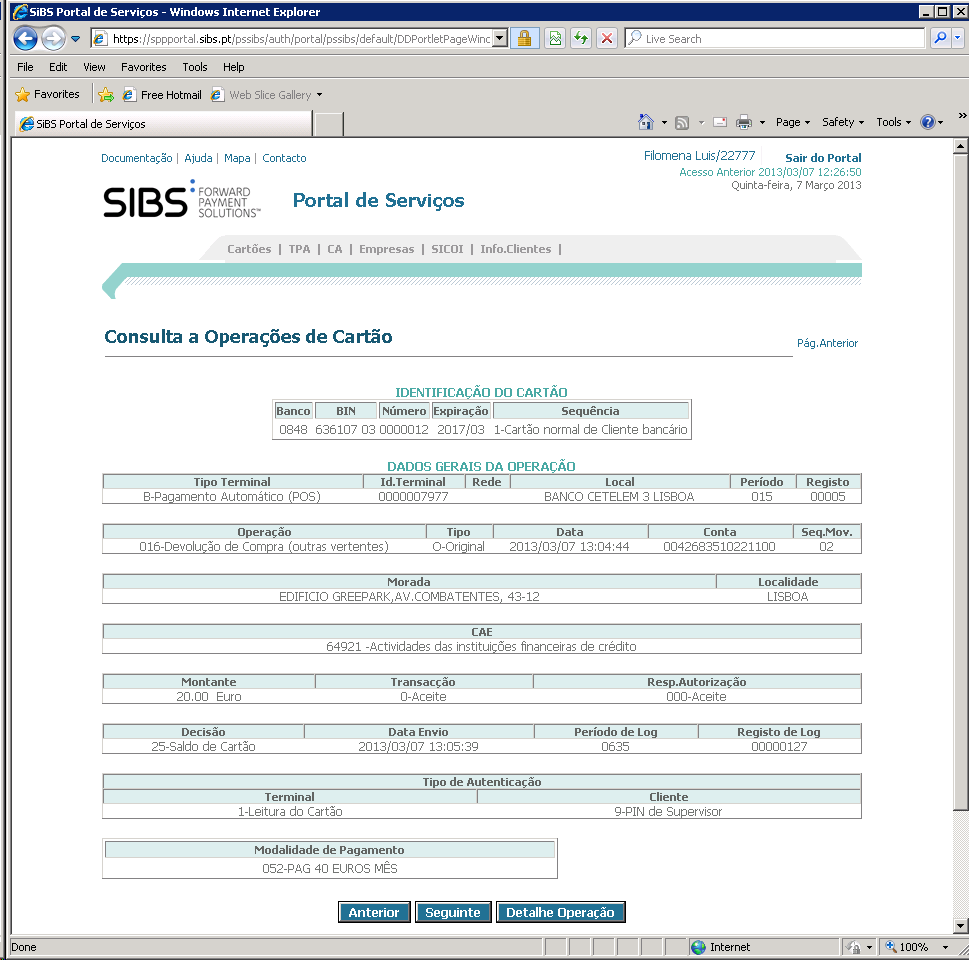 SiBS Portal de Serviços - Windows Internet Explorer
https://sppportal.sibs.pt/pssibs/auth/portal/pssibs/default/DDPortletPageWinc
Live Search
File Edit View Favorites Tools Help
Favorites Free Hotmail Web Slice Gallery
SiBS Portal de Serviços Page Safety Tools »
Documentação | Ajuda | Mapa | Contacto
Filomena Luis/22777 Sair do Portal
Acesso Anterior 2013/03/07 12:26:50
Quinta-feira, 7 Março 2013
SIBS FORWARD PAYMENT SOLUTIONS™
Portal de Serviços
Cartões | TPA | CA | Empresas | SICOI | Info.Clientes |
Consulta a Operações de Cartão
Pág.Anterior
IDENTIFICAÇÃO DO CARTÃO
Banco BIN Número Expiração Sequência
0848 636107 03 0000012 2017/03 1-Cartão normal de Cliente bancário
DADOS GERAIS DA OPERAÇÃO
Tipo Terminal Id.Terminal Rede Local Período Registo
B-Pagamento Automático (POS) 0000007977 BANCO CETELEM 3 LISBOA 015 00005
Operação Tipo Data Conta Seq.Mov.
016-Devolução de Compra (outras vertentes) O-Original 2013/03/07 13:04:44 0042683510221100 02
Morada Localidade
EDIFICIO GREEPARK,AV.COMBATENTES, 43-12 LISBOA
CAE
64921 -Actividades das instituições financeiras de crédito
Montante Transacção Resp.Autorização
20.00 Euro 0-Aceite 000-Aceite
Decisão Data Envio Período de Log Registo de Log
25-Saldo de Cartão 2013/03/07 13:05:39 0635 00000127
Tipo de Autenticação
Terminal Cliente
1-Leitura do Cartão 9-PIN de Supervisor
Modalidade de Pagamento
052-PAG 40 EUROS MÊS
Anterior Seguinte Detalhe Operação
Done Internet 100%